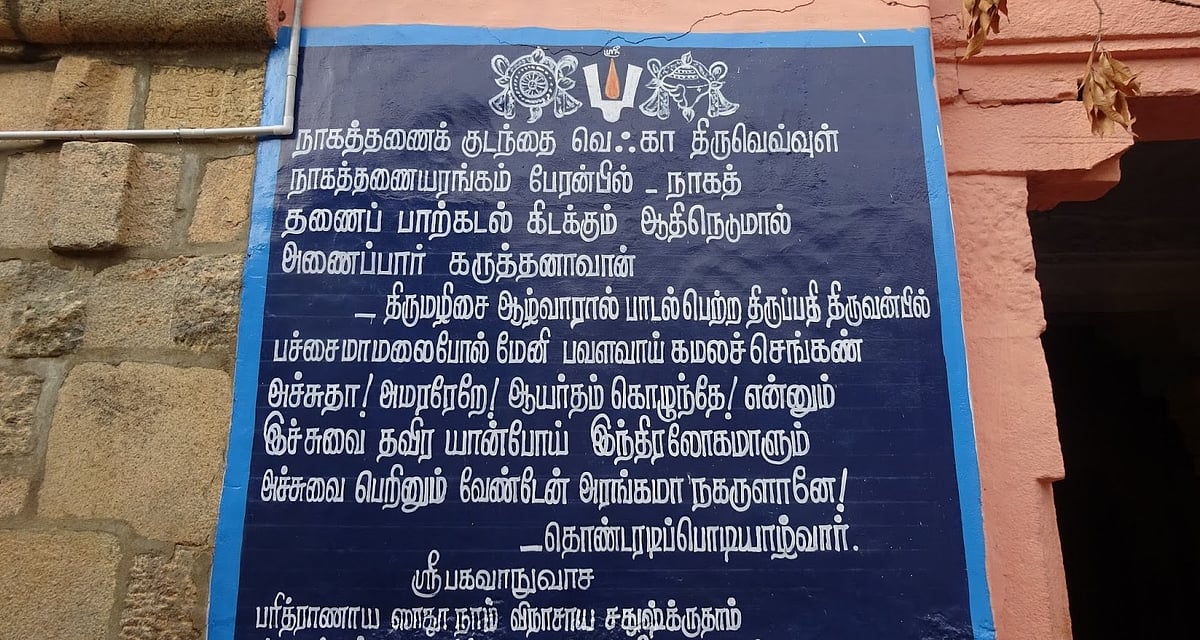 ஸ்ரீ
நாகத்தணைக் குடந்தை வெஃகா திருவெவ்வுள்
நாகத்தணையரங்கம் பேரன்பில் - நாகத்
தணைப் பாற்கடல் கிடக்கும் ஆதிநெடுமால்
அணைப்பார் கருத்தனாவான்
- திருமழிசை ஆழ்வாரால் பாடல்பெற்ற திருப்பதி திருவன்பில்
பச்சைமாமலைபோல் மேனி பவளவாய் கமலச் செங்கண்
அச்சுதா! அமரரேறே! ஆயர்தம் கொழுந்தே! என்னும்
இச்சுவை தவிர யான்போய் இந்திரலோகமாளும்
அச்சுவை பெறினும் வேண்டேன் அரங்கமா நகருளானே!
- தொண்டரடிப்பொடியாழ்வார்.
ஸ்ரீபகவாநுவாச
பரித்ராணாய ஸாதூநாம் விநாசாய சதுஷ்க்ருதாம்